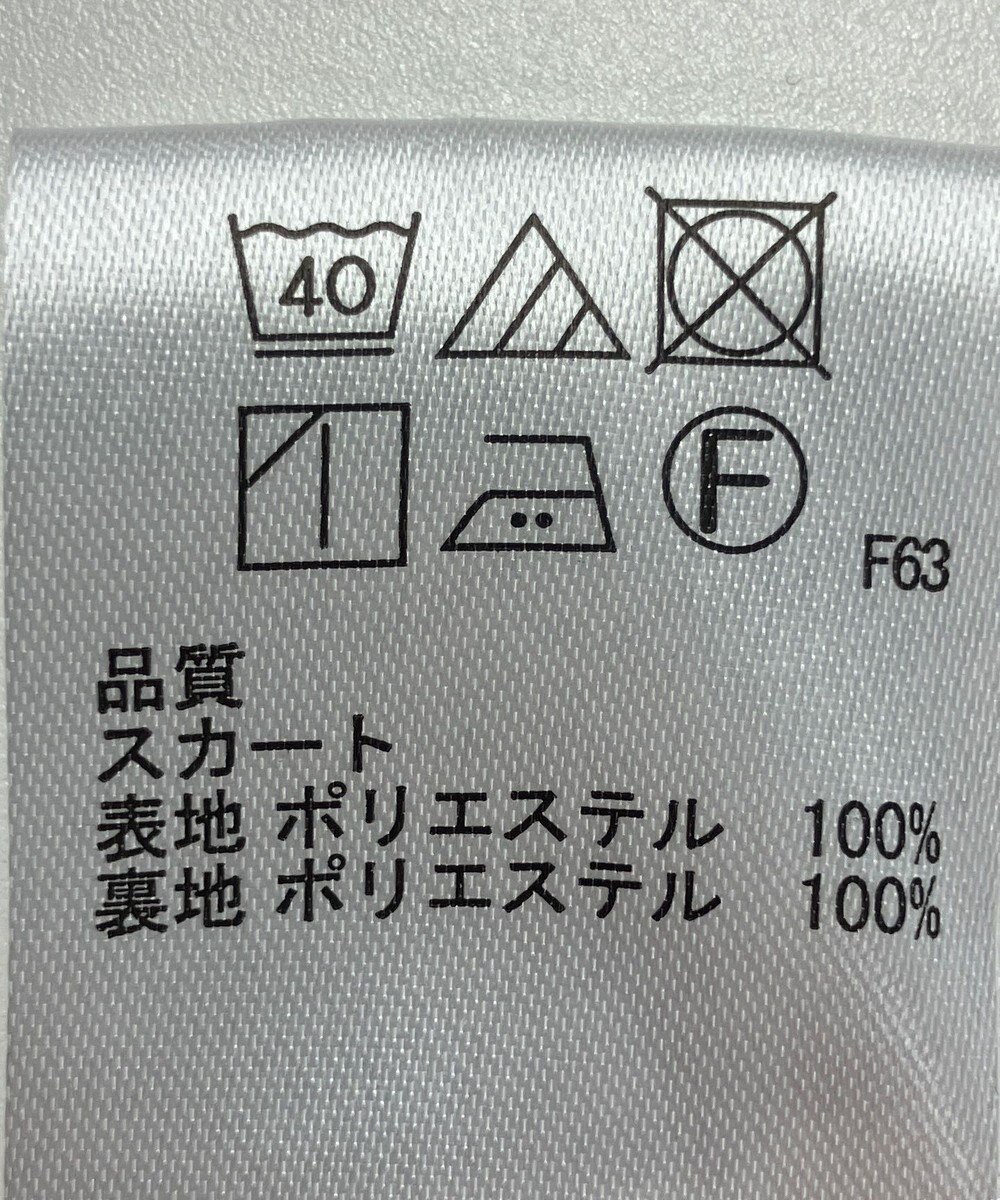 40
F
F63
品質
スカート
表地 ポリエステル 100%
裏地 ポリエステル 100%